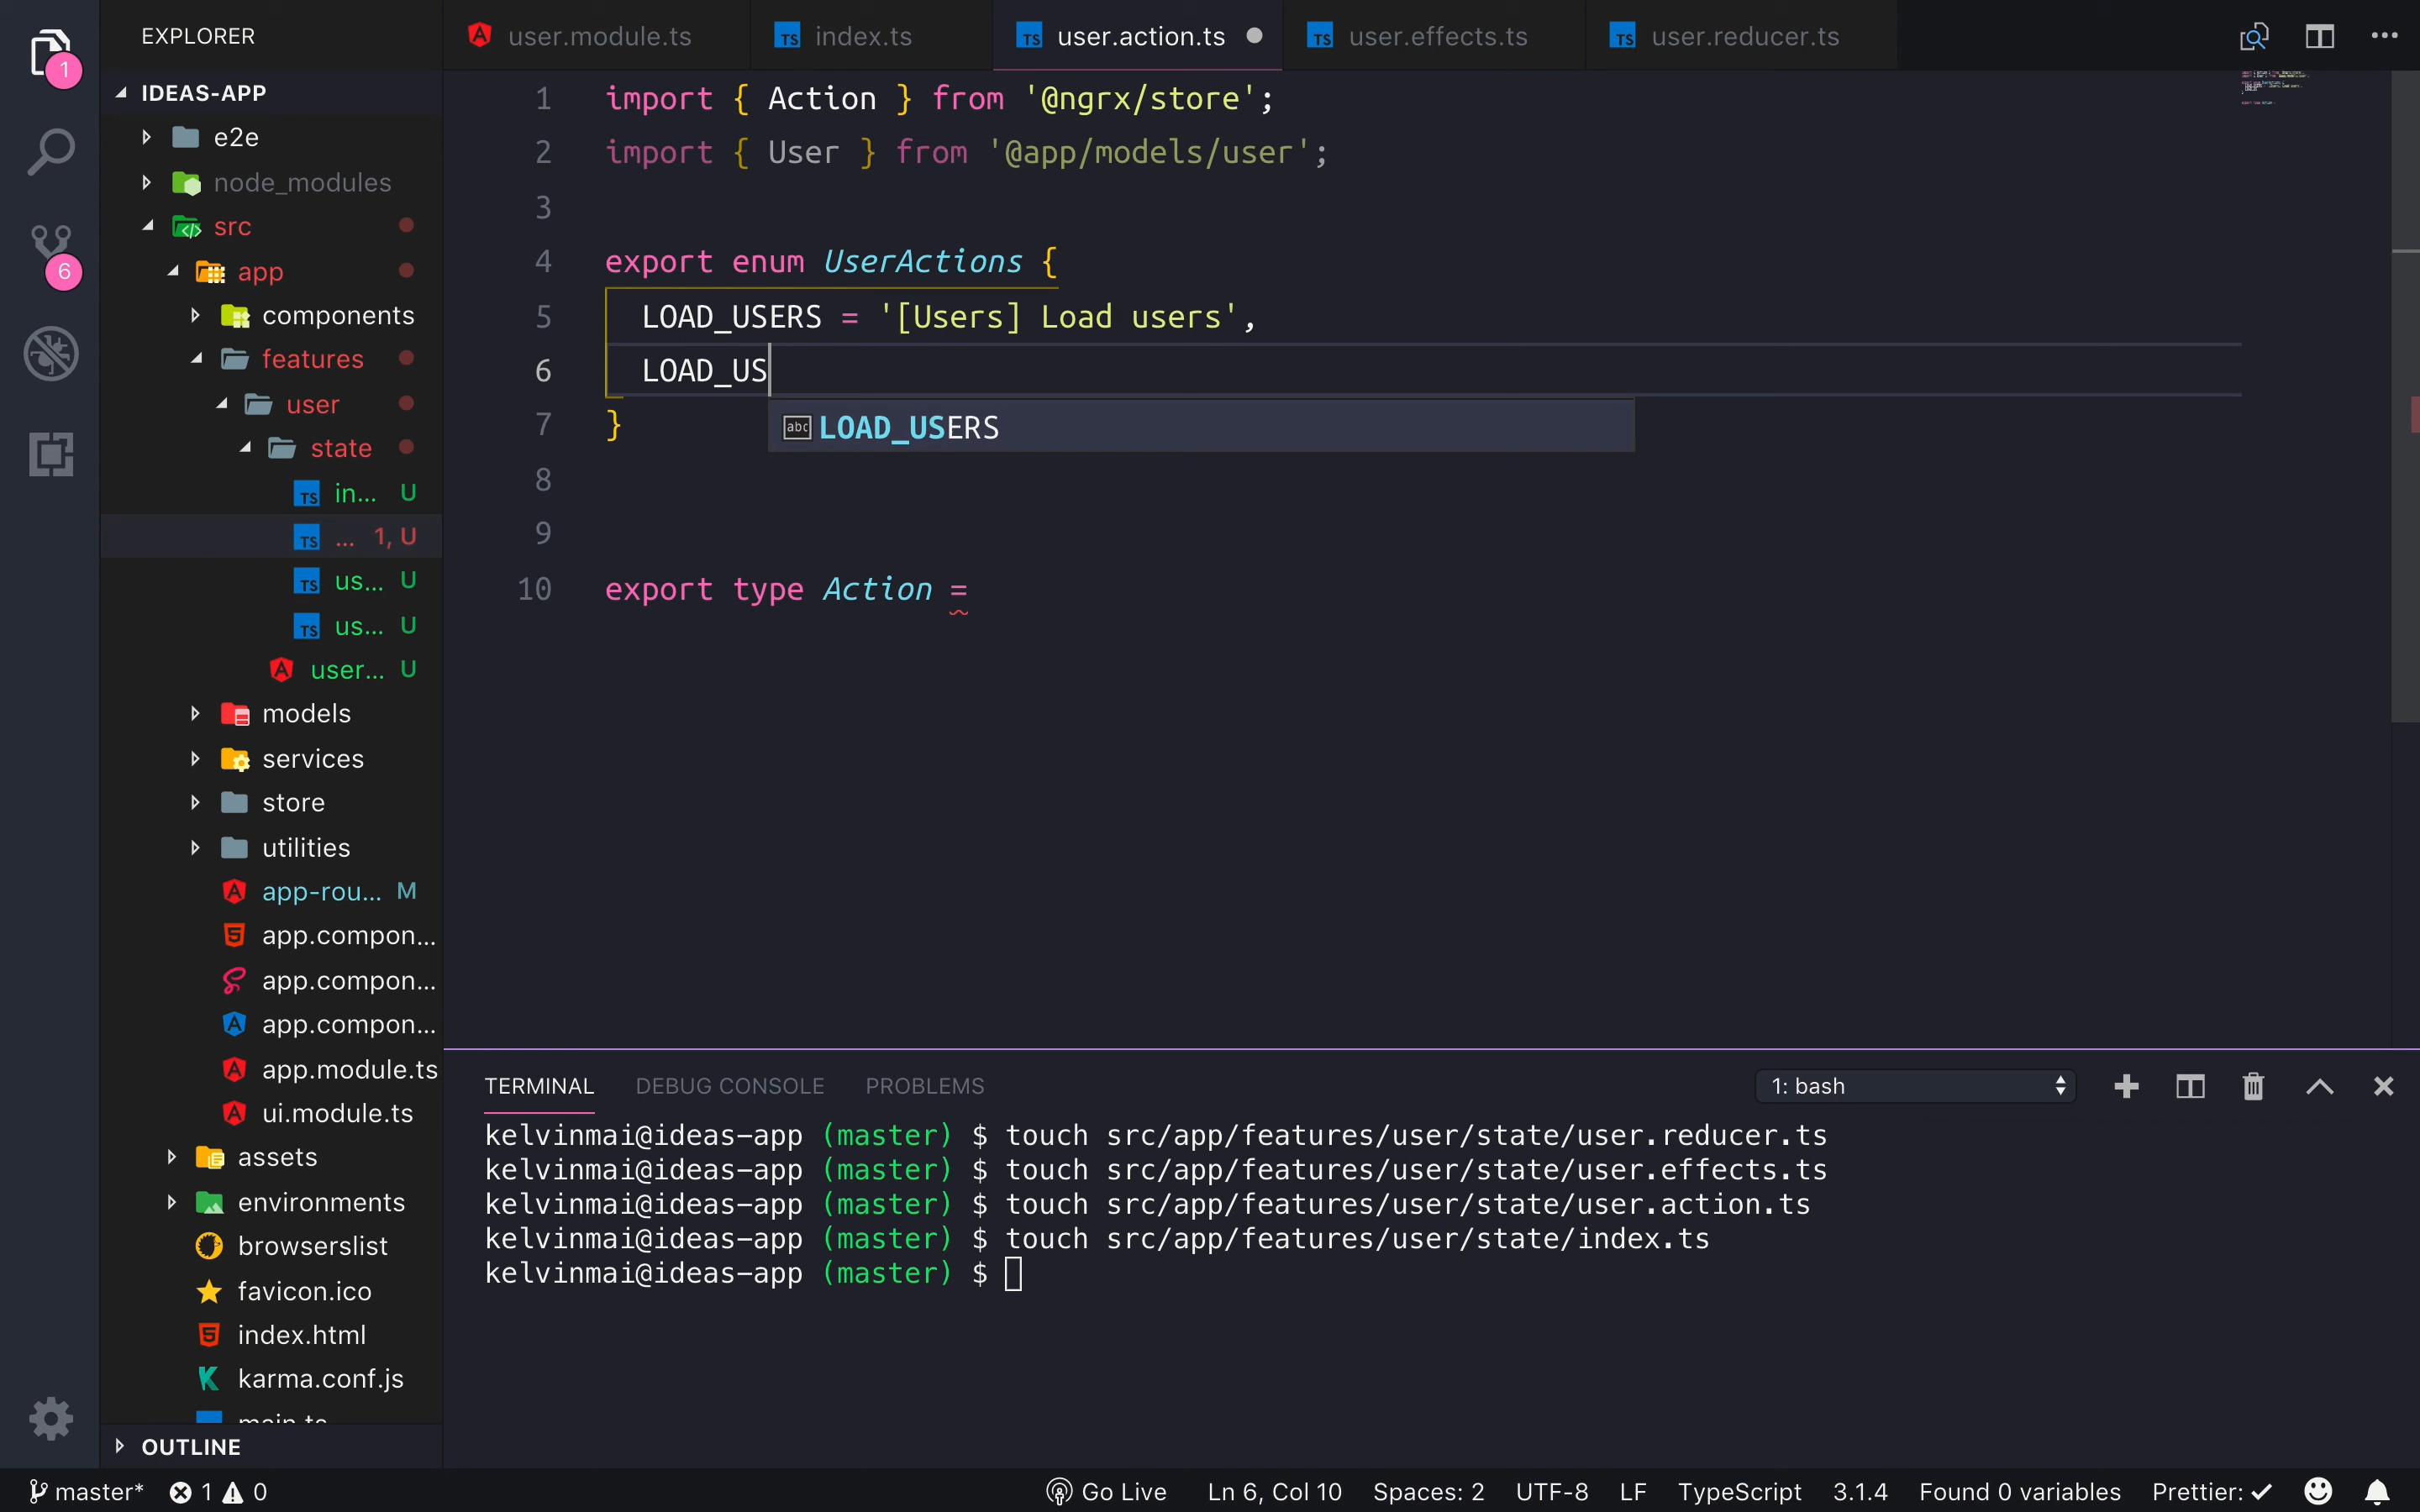 EXPLORER
1
6
IDEAS-APP
e2e
node_modules
src
app
components
features
user
state
in... U
... 1, U
us... U
us... U
user... U
models
services
store
utilities
app-rou... M
app.compon...
app.compon...
app.compon...
app.module.ts
ui.module.ts
assets
environments
browserslist
favicon.ico
index.html
karma.conf.js
main.ts
OUTLINE
user.module.ts index.ts user.action.ts user.effects.ts user.reducer.ts
1 import { Action } from '@ngrx/store';
2 import { User } from '@app/models/user';
3
4 export enum UserActions {
5 LOAD_USERS = '[Users] Load users',
6 LOAD_US
abc LOAD_USERS
7 }
8
9
10 export type Action =
TERMINAL DEBUG CONSOLE PROBLEMS 1: bash
kelvinmai@ideas-app (master) $ touch src/app/features/user/state/user.reducer.ts
kelvinmai@ideas-app (master) $ touch src/app/features/user/state/user.effects.ts
kelvinmai@ideas-app (master) $ touch src/app/features/user/state/user.action.ts
kelvinmai@ideas-app (master) $ touch src/app/features/user/state/index.ts
kelvinmai@ideas-app (master) $
master* 1 0 Go Live Ln 6, Col 10 Spaces: 2 UTF-8 LF TypeScript 3.1.4 Found 0 variables Prettier: ✓